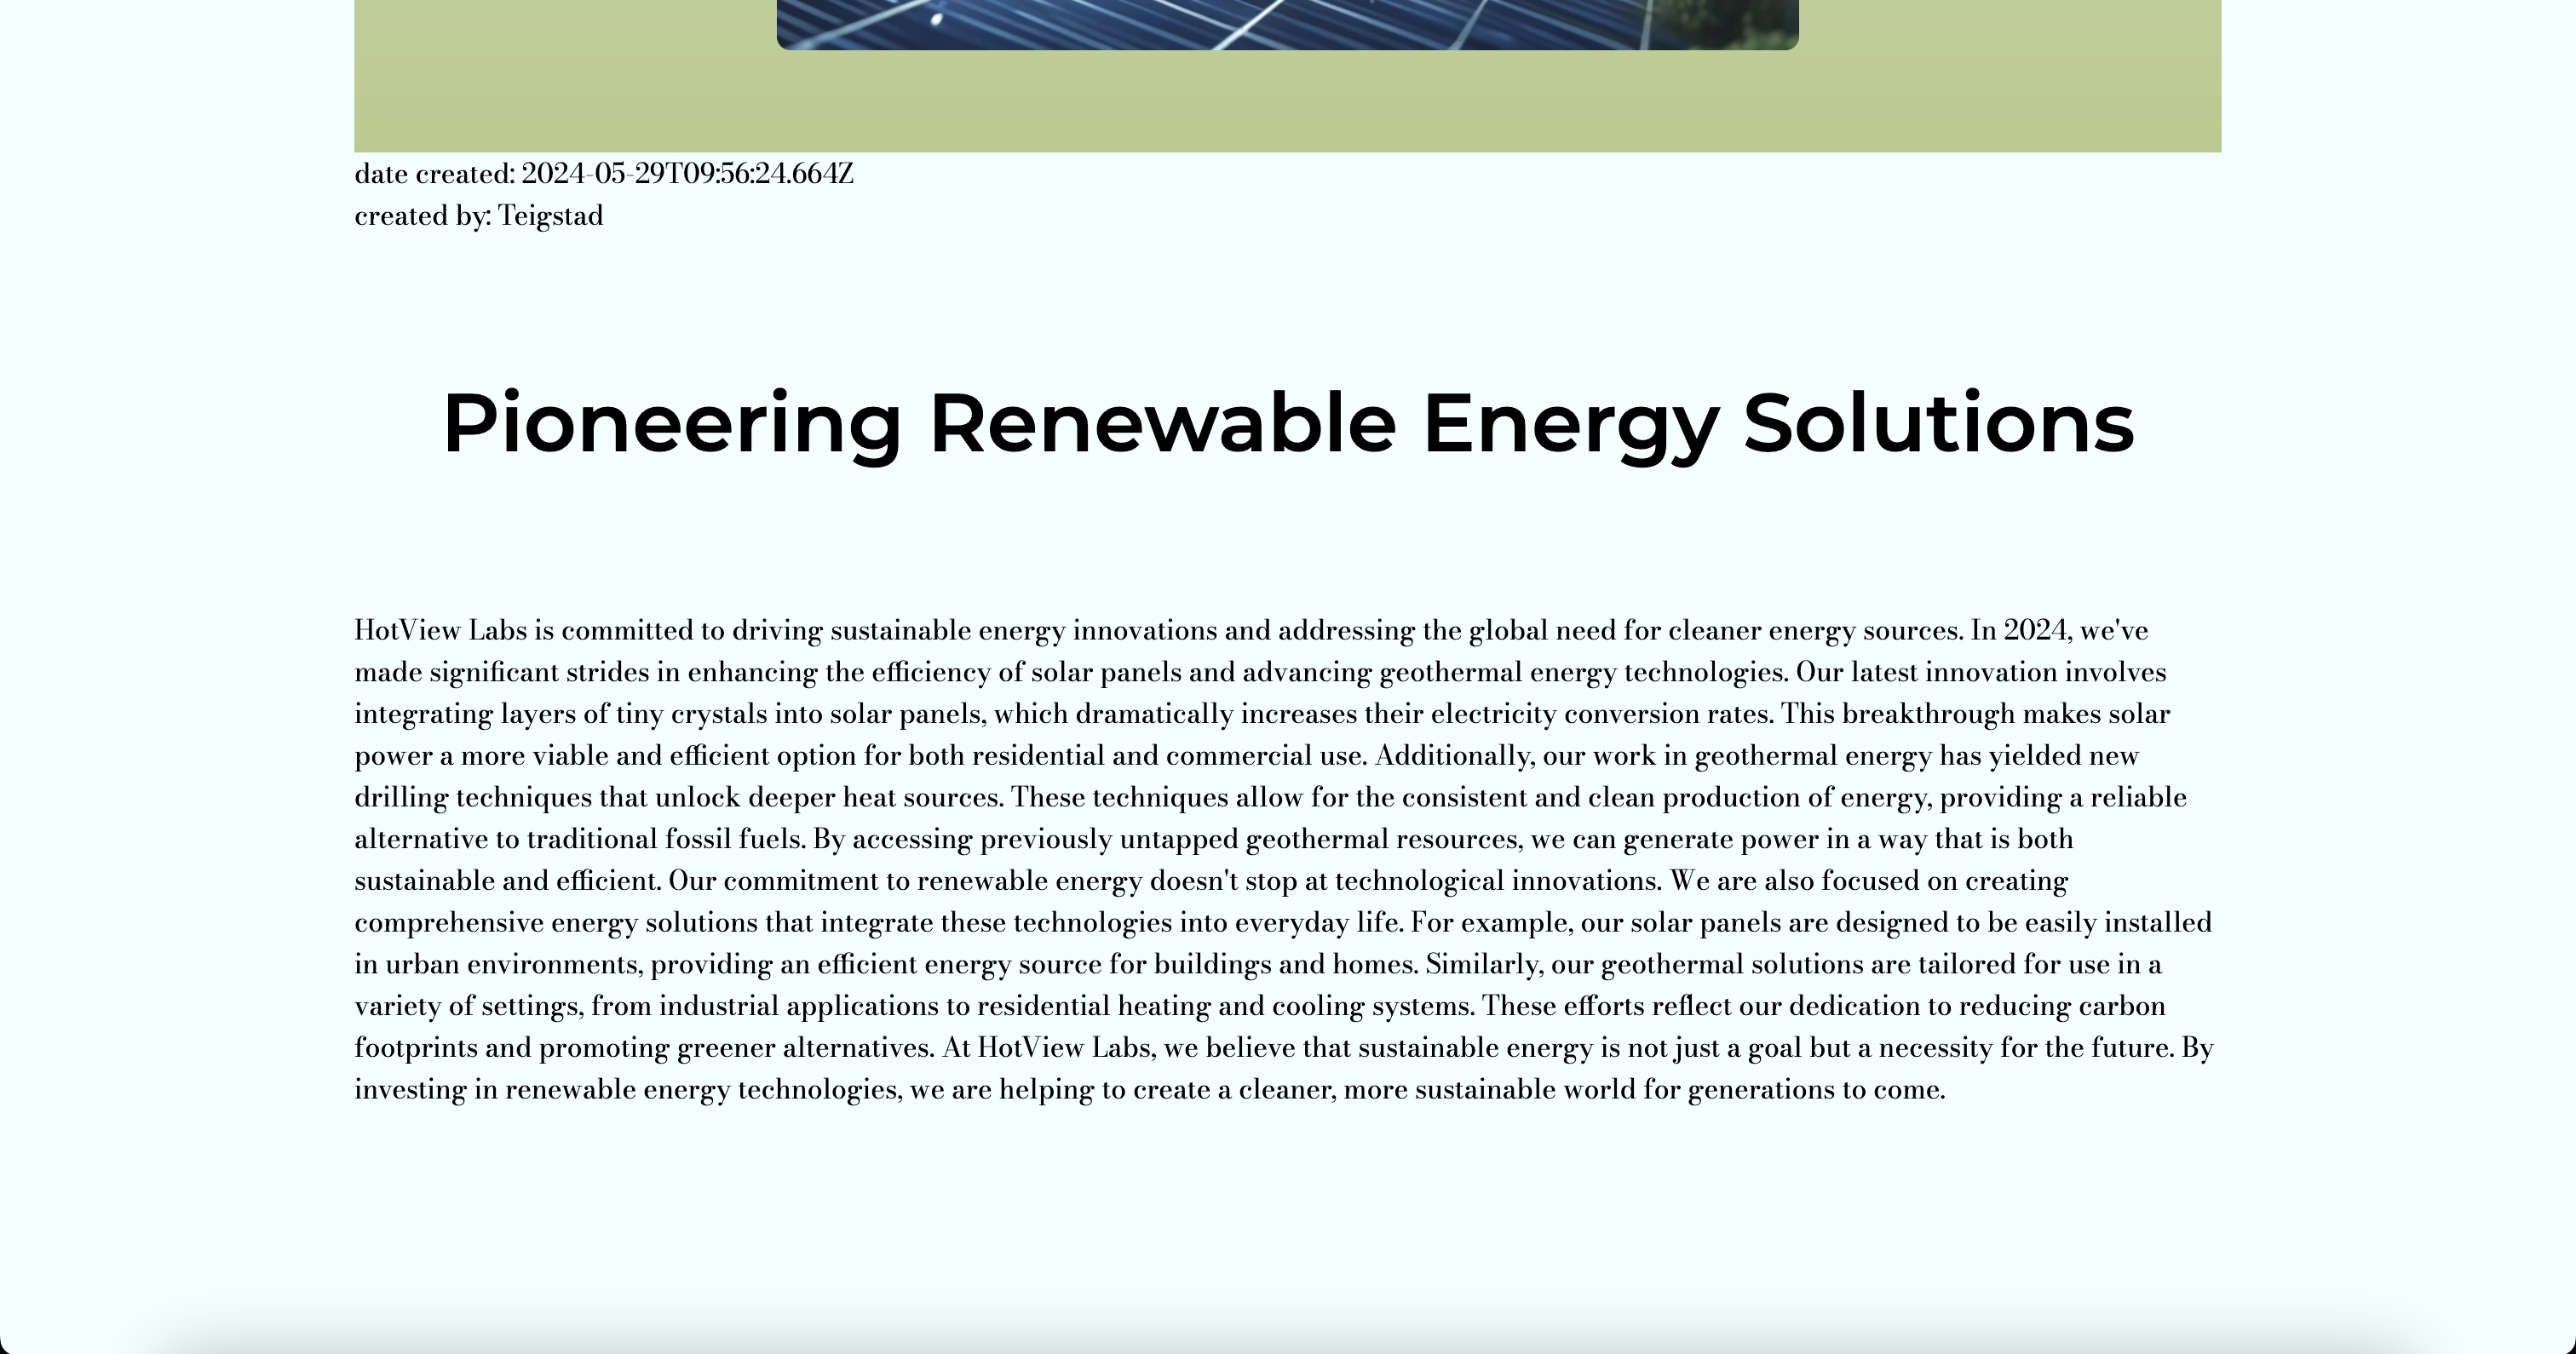 date created: 2024-05-29T09:56:24.664Z
created by: Teigstad
Pioneering Renewable Energy Solutions
HotView Labs is committed to driving sustainable energy innovations and addressing the global need for cleaner energy sources. In 2024, we've
made significant strides in enhancing the efficiency of solar panels and advancing geothermal energy technologies. Our latest innovation involves
integrating layers of tiny crystals into solar panels, which dramatically increases their electricity conversion rates. This breakthrough makes solar
power a more viable and efficient option for both residential and commercial use. Additionally, our work in geothermal energy has yielded new
drilling techniques that unlock deeper heat sources. These techniques allow for the consistent and clean production of energy, providing a reliable
alternative to traditional fossil fuels. By accessing previously untapped geothermal resources, we can generate power in a way that is both
sustainable and efficient. Our commitment to renewable energy doesn't stop at technological innovations. We are also focused on creating
comprehensive energy solutions that integrate these technologies into everyday life. For example, our solar panels are designed to be easily installed
in urban environments, providing an efficient energy source for buildings and homes. Similarly, our geothermal solutions are tailored for use in a
variety of settings, from industrial applications to residential heating and cooling systems. These efforts reflect our dedication to reducing carbon
footprints and promoting greener alternatives. At HotView Labs, we believe that sustainable energy is not just a goal but a necessity for the future. By
investing in renewable energy technologies, we are helping to create a cleaner, more sustainable world for generations to come.